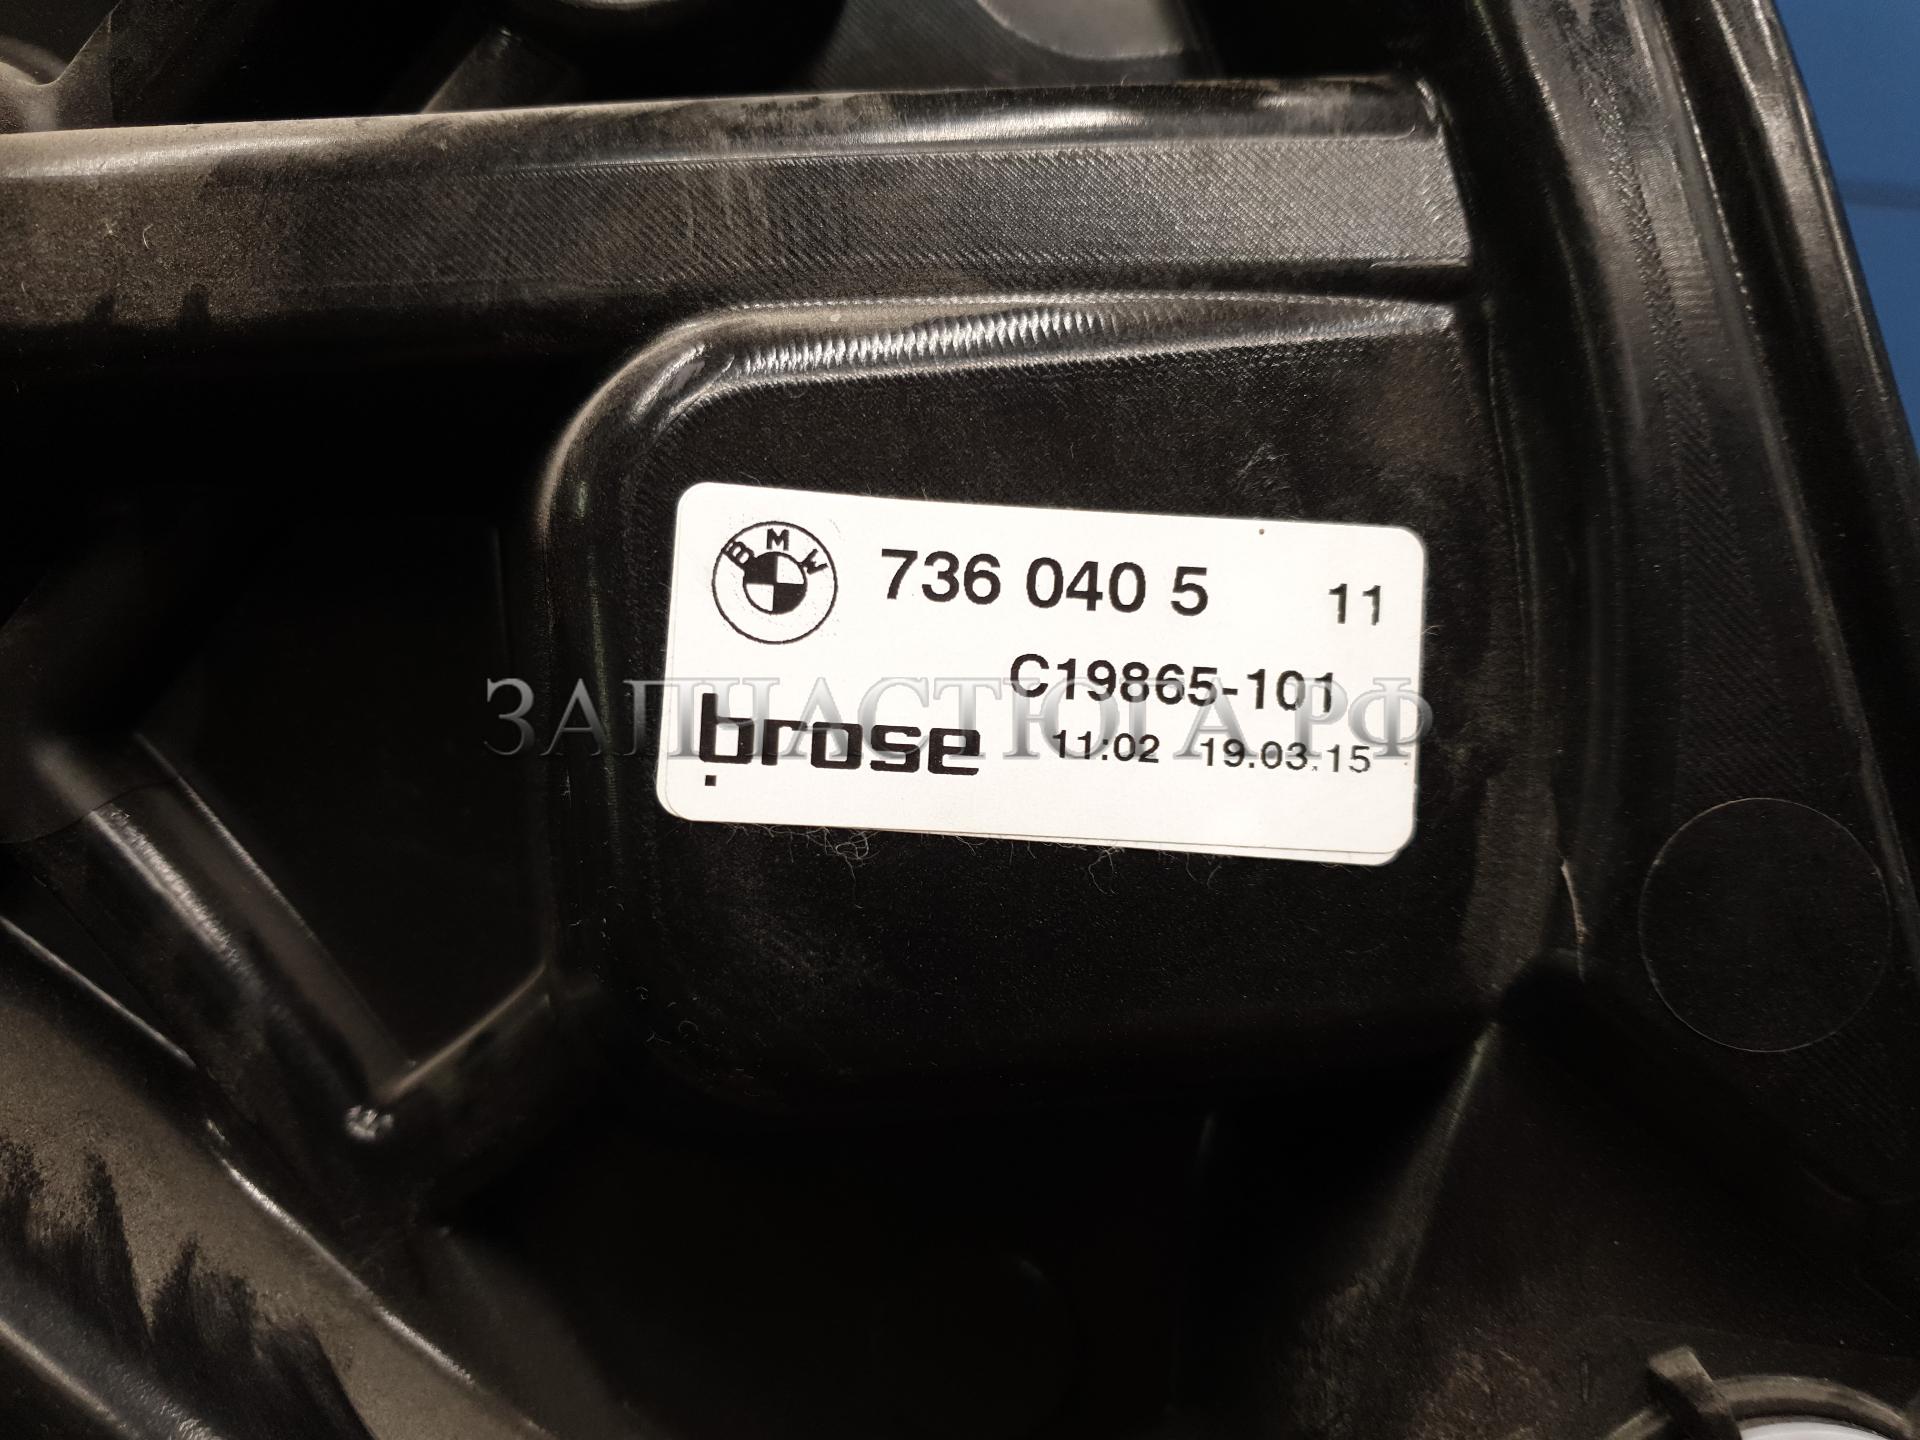 BMW 736 040 5 11
C19865-101
ЗАПЧАСТЮГА.РФ
brose 11:02 19.03.15